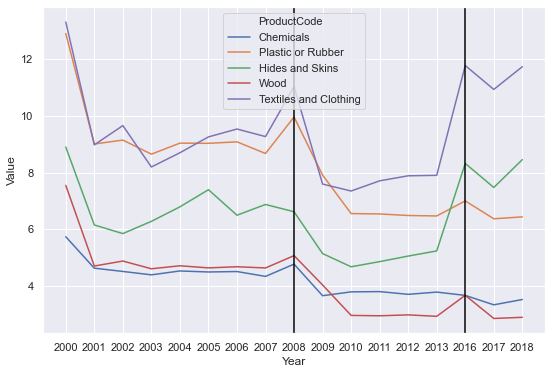 ProductCode
Chemicals
Plastic or Rubber
Hides and Skins
Wood
Textiles and Clothing
12
10
8
6
4
Value
2000 2001 2002 2003 2004 2005 2006 2007 2008 2009 2010 2011 2012 2013 2016 2017 2018
Year